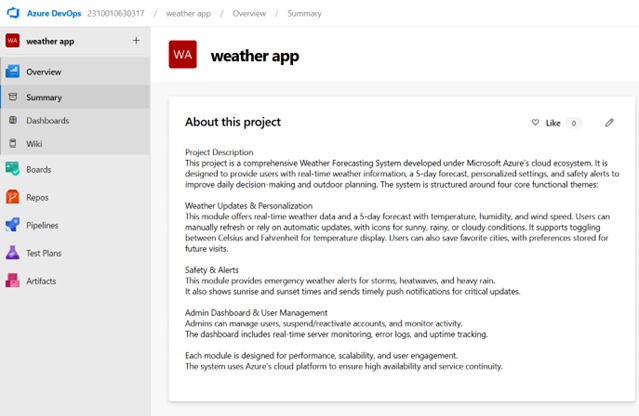 Azure DevOps 2310010630317 / weather app / Overview / Summary
WA weather app +
WA weather app
Overview
Summary
Dashboards
Wiki
Boards
Repos
Pipelines
Test Plans
Artifacts
About this project
Like 0
Project Description
This project is a comprehensive Weather Forecasting System developed under Microsoft Azure's cloud ecosystem. It is
designed to provide users with real-time weather information, a 5-day forecast, personalized settings, and safety alerts to
improve daily decision-making and outdoor planning. The system is structured around four core functional themes:
Weather Updates & Personalization
This module offers real-time weather data and a 5-day forecast with temperature, humidity, and wind speed. Users can
manually refresh or rely on automatic updates, with icons for sunny, rainy, or cloudy conditions. It supports toggling
between Celsius and Fahrenheit for temperature display. Users can also save favorite cities, with preferences stored for
future visits.
Safety & Alerts
This module provides emergency weather alerts for storms, heatwaves, and heavy rain.
It also shows sunrise and sunset times and sends timely push notifications for critical updates.
Admin Dashboard & User Management
Admins can manage users, suspend/reactivate accounts, and monitor activity.
The dashboard includes real-time server monitoring, error logs, and uptime tracking.
Each module is designed for performance, scalability, and user engagement.
The system uses Azure's cloud platform to ensure high availability and service continuity.